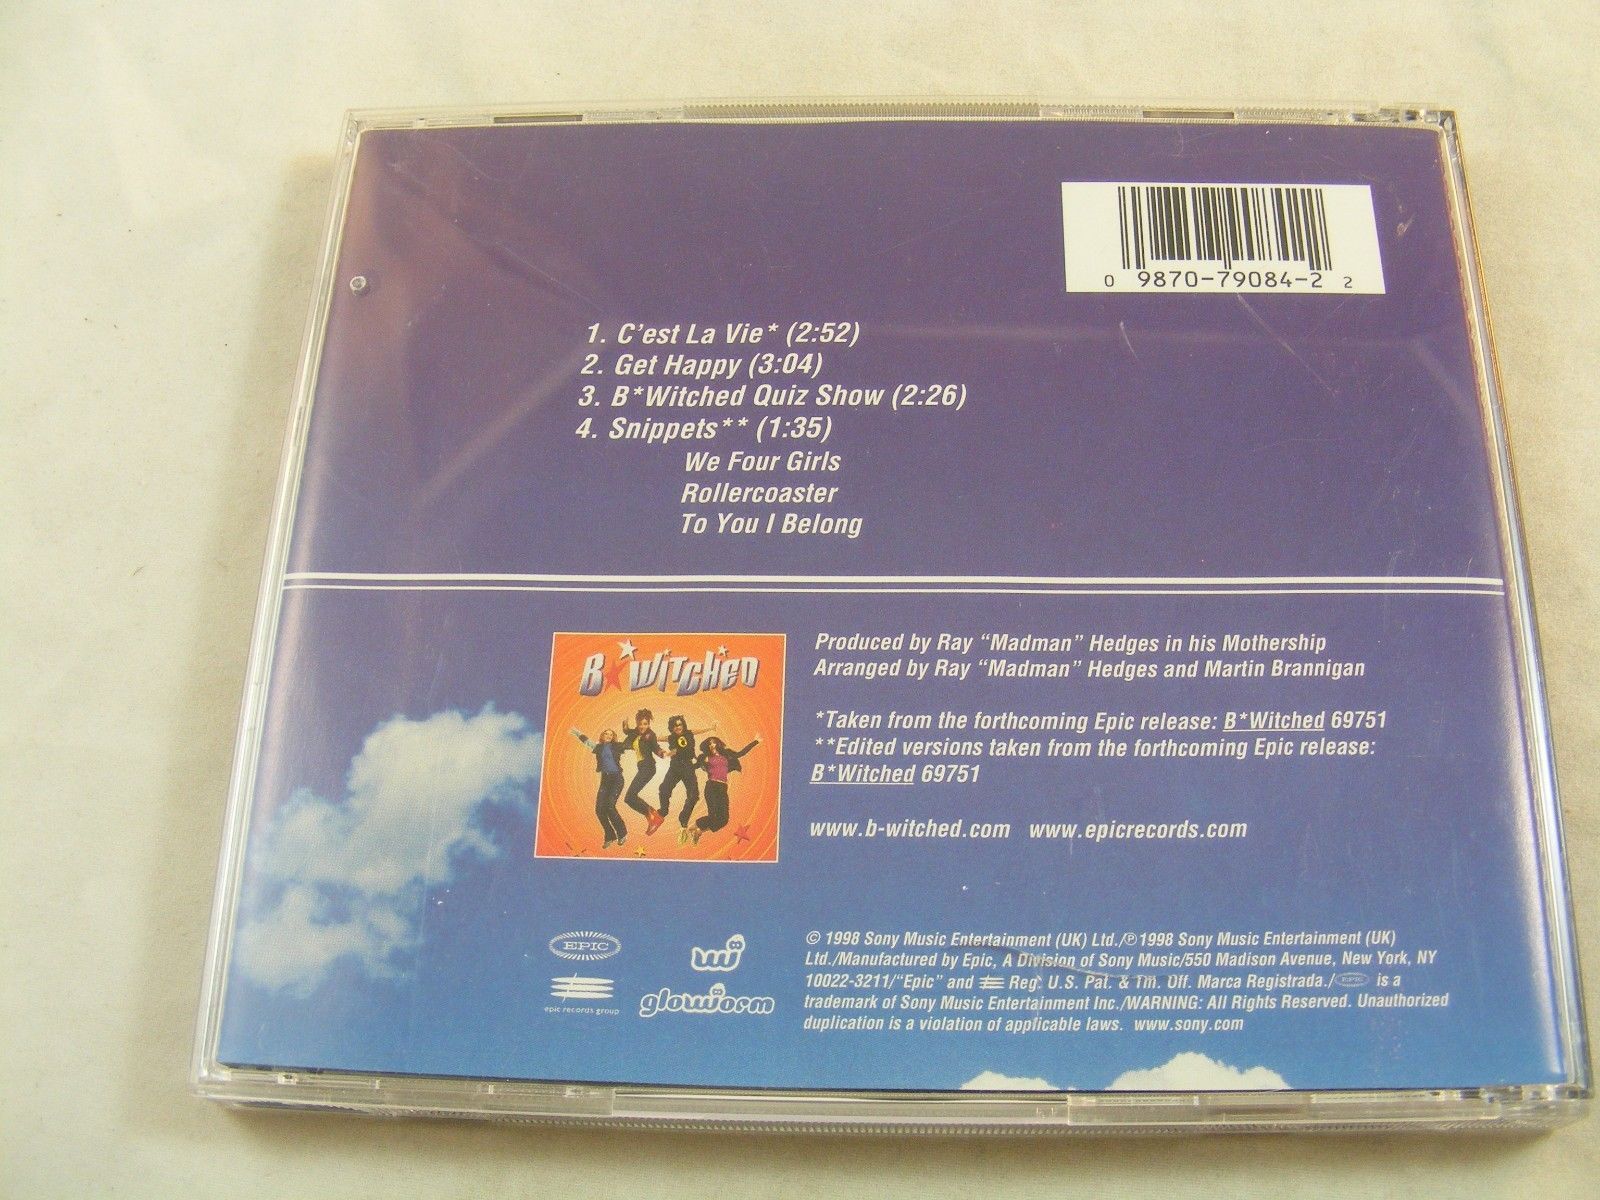 0 9870-79084-2 2
1. C'est La Vie* (2:52)
2. Get Happy (3:04)
3. B*Witched Quiz Show (2:26)
4. Snippets** (1:35)
We Four Girls
Rollercoaster
To You I Belong
B*WITCHED
Produced by Ray “Madman” Hedges in his Mothership
Arranged by Ray “Madman” Hedges and Martin Brannigan
*Taken from the forthcoming Epic release: B*Witched 69751
**Edited versions taken from the forthcoming Epic release:
B*Witched 69751
www.b-witched.com www.epicrecords.com
EPIC
epic records group
glowworm
© 1998 Sony Music Entertainment (UK) Ltd./℗ 1998 Sony Music Entertainment (UK)
Ltd./Manufactured by Epic, A Division of Sony Music/550 Madison Avenue, New York, NY
10022-3211/“Epic” and Reg. U.S. Pat. & Tm. Off. Marca Registrada./EPIC is a
trademark of Sony Music Entertainment Inc./WARNING: All Rights Reserved. Unauthorized
duplication is a violation of applicable laws. www.sony.com